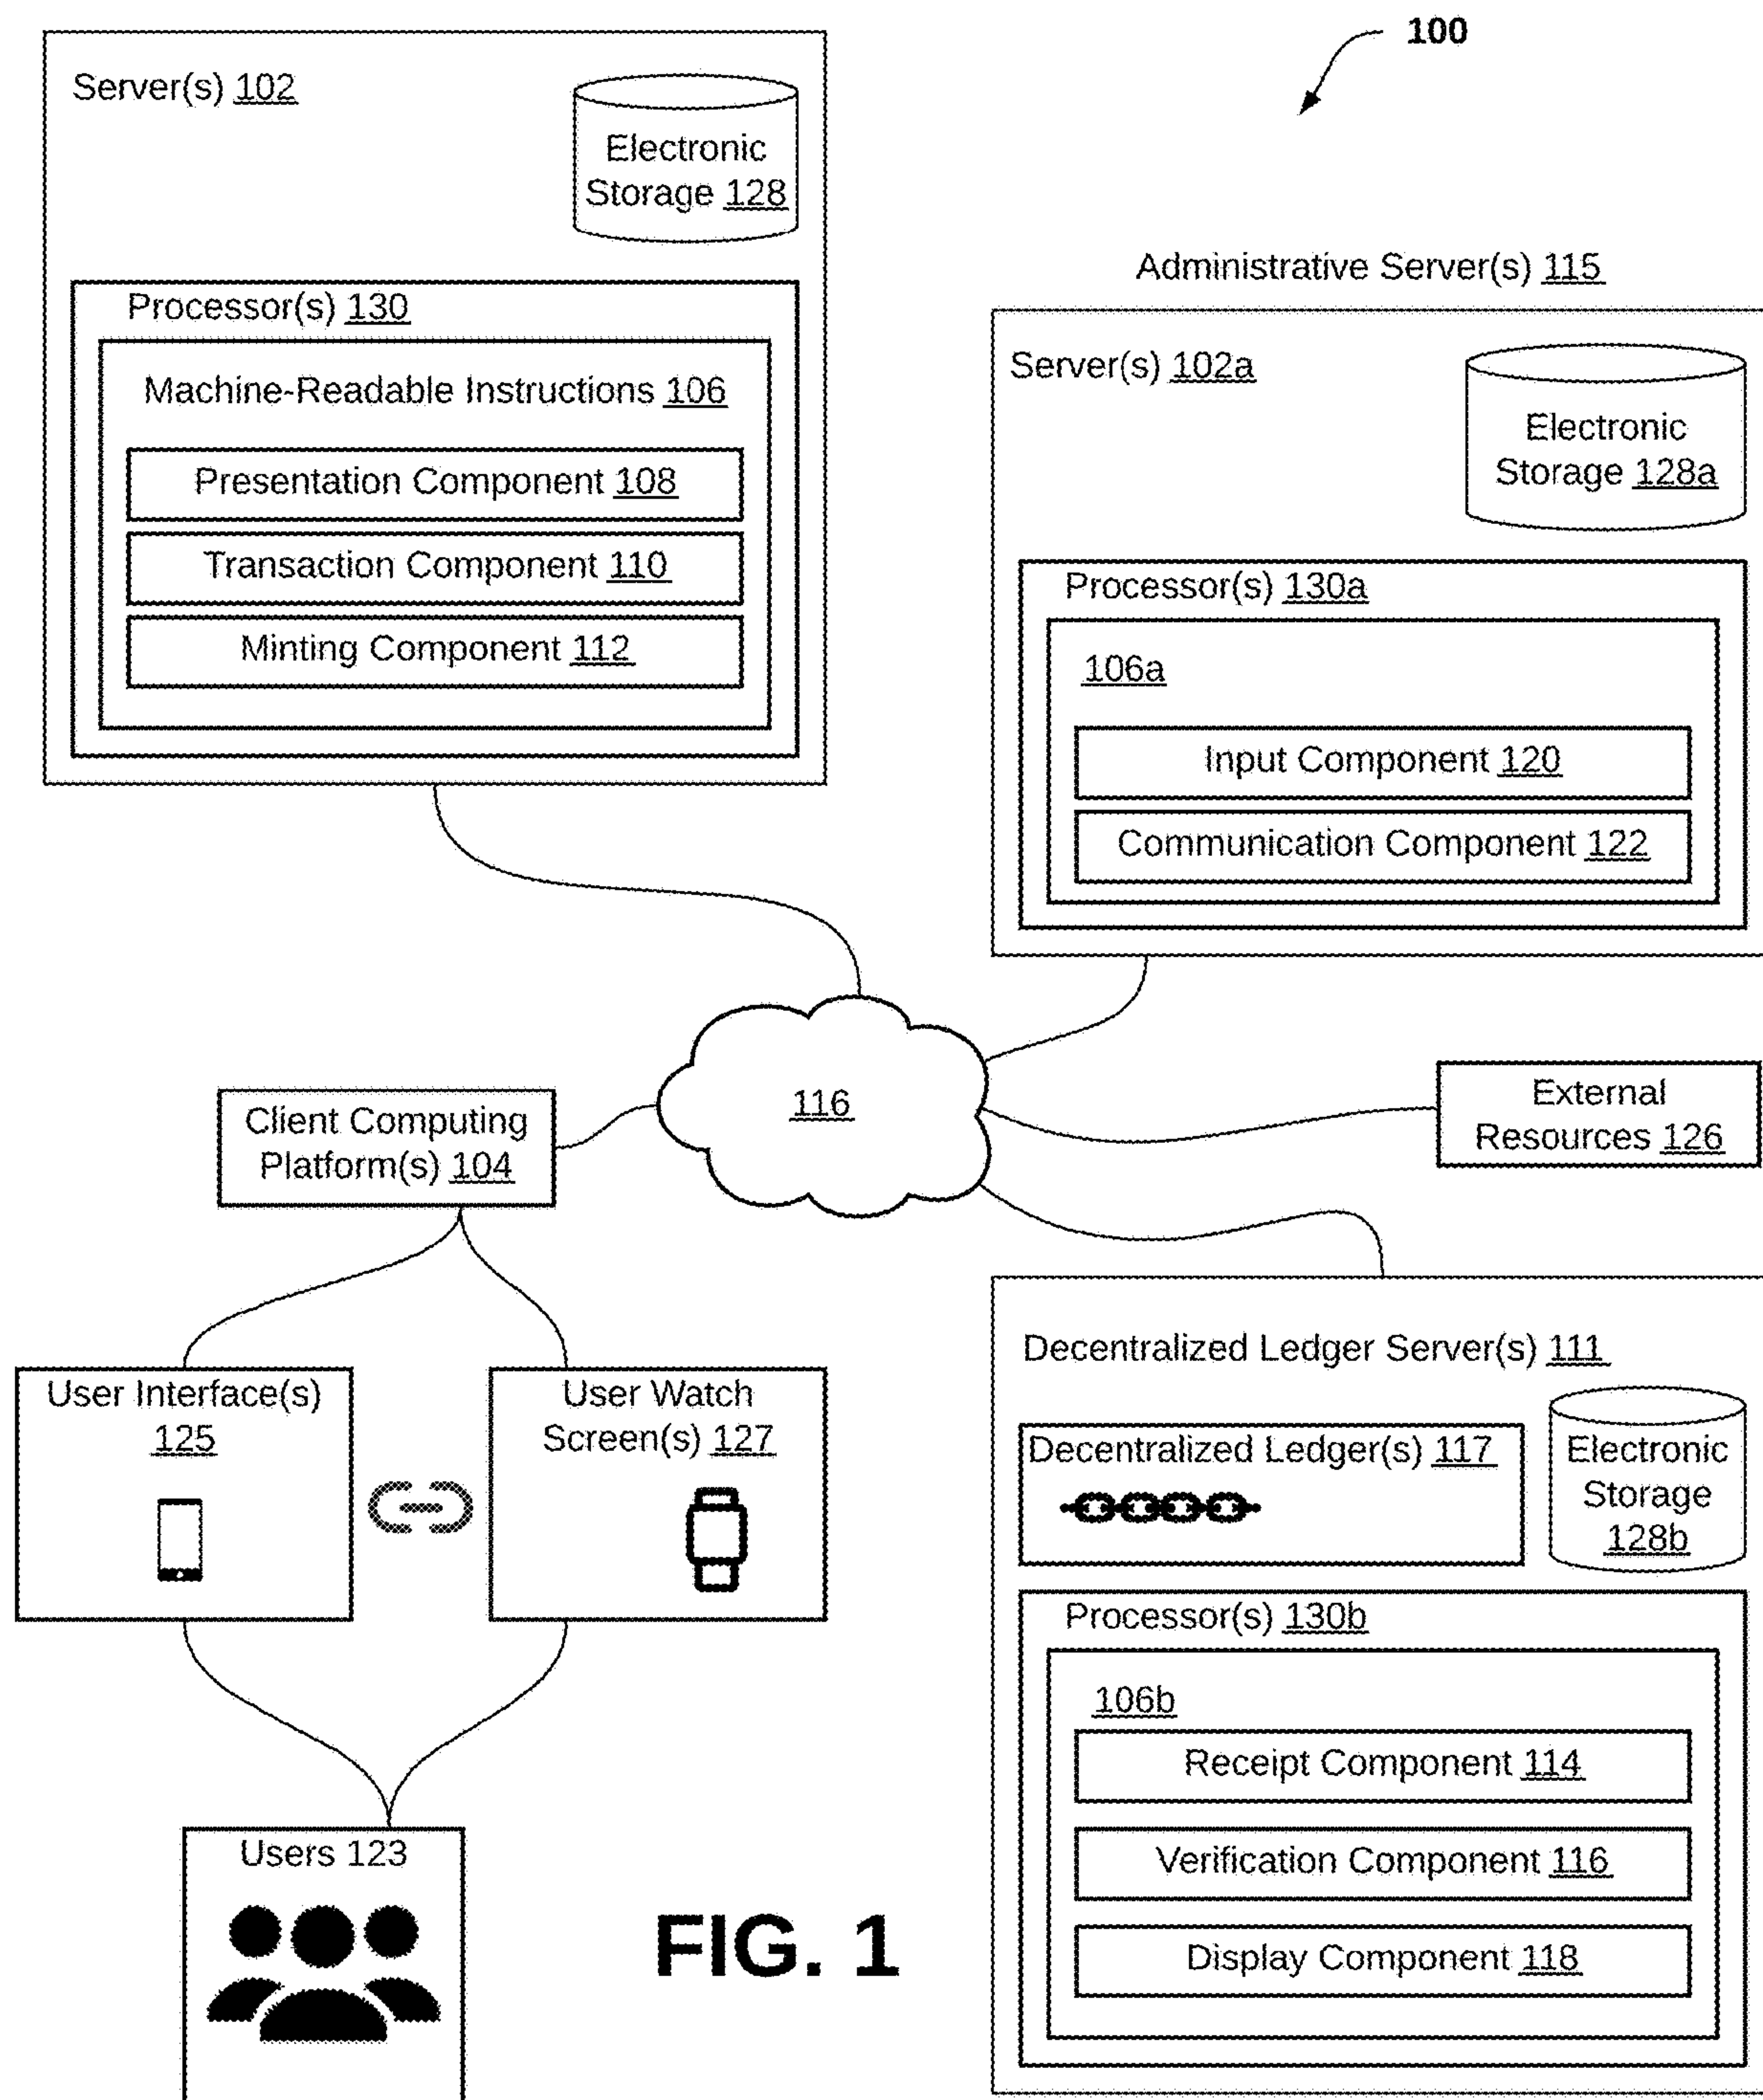 100
Server(s) 102
Electronic
Storage 128
Processor(s) 130
Machine-Readable Instructions 106
Presentation Component 108
Transaction Component 110
Minting Component 112
Administrative Server(s) 115
Server(s) 102a
Electronic
Storage 128a
Processor(s) 130a
106a
Input Component 120
Communication Component 122
116
Client Computing
Platform(s) 104
External
Resources 126
User Interface(s)
125
User Watch
Screen(s) 127
Users 123
Decentralized Ledger Server(s) 111
Decentralized Ledger(s) 117
Electronic
Storage
128b
Processor(s) 130b
106b
Receipt Component 114
Verification Component 116
Display Component 118
FIG. 1